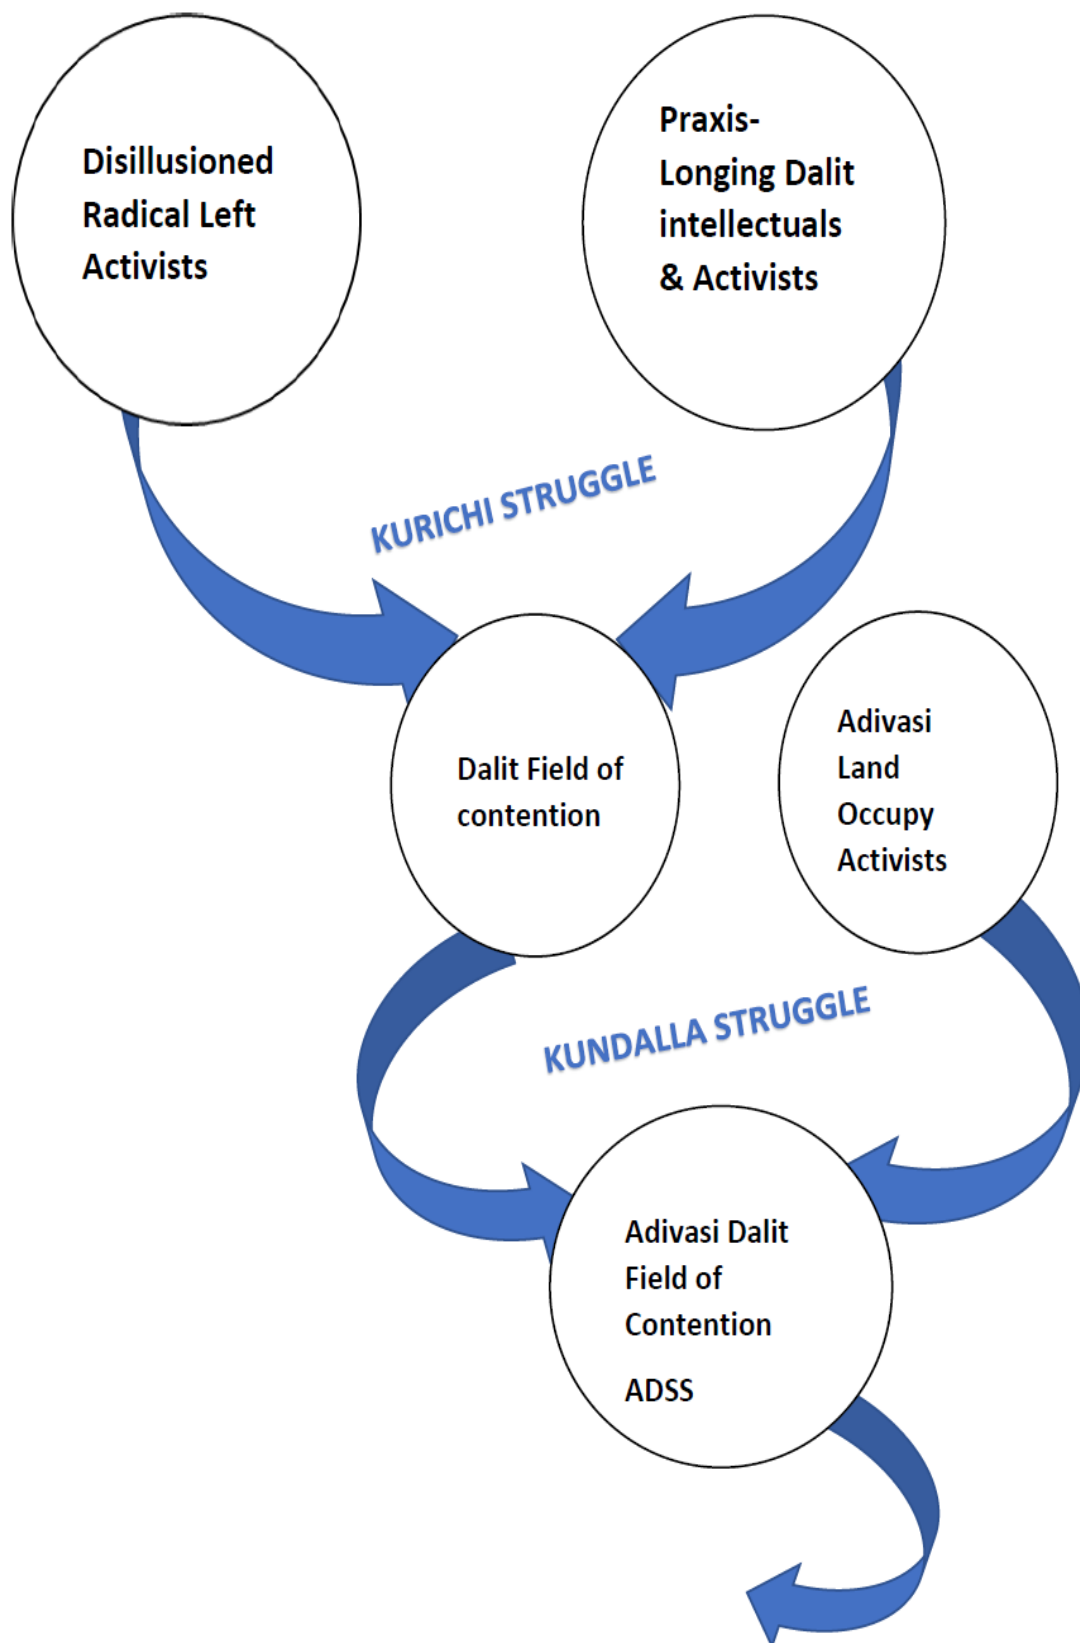 Disillusioned
Radical Left
Activists
Praxis-
Longing Dalit
intellectuals
& Activists
KURICHI STRUGGLE
Dalit Field of
contention
Adivasi
Land
Occupy
Activists
KUNDALLA STRUGGLE
Adivasi Dalit
Field of
Contention
ADSS